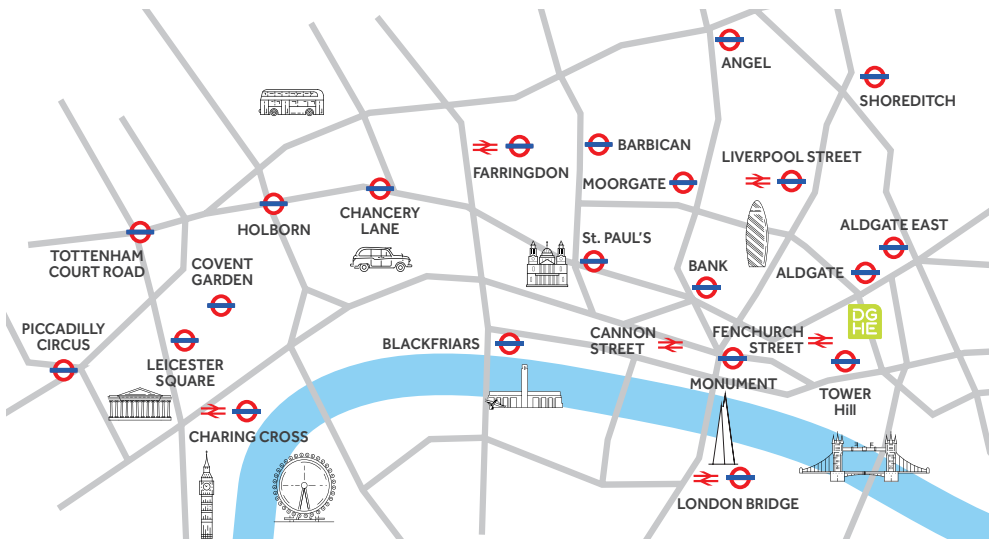 ANGEL
SHOREDITCH
BARBICAN
FARRINGDON
LIVERPOOL STREET
MOORGATE
CHANCERY
LANE
HOLBORN
TOTTENHAM
COURT ROAD
COVENT
GARDEN
St. PAUL'S
ALDGATE EAST
BANK
ALDGATE
PICCADILLY
CIRCUS
LEICESTER
SQUARE
BLACKFRIARS
CANNON
STREET
FENCHURCH
STREET
DG
HE
MONUMENT
TOWER
Hill
CHARING CROSS
LONDON BRIDGE